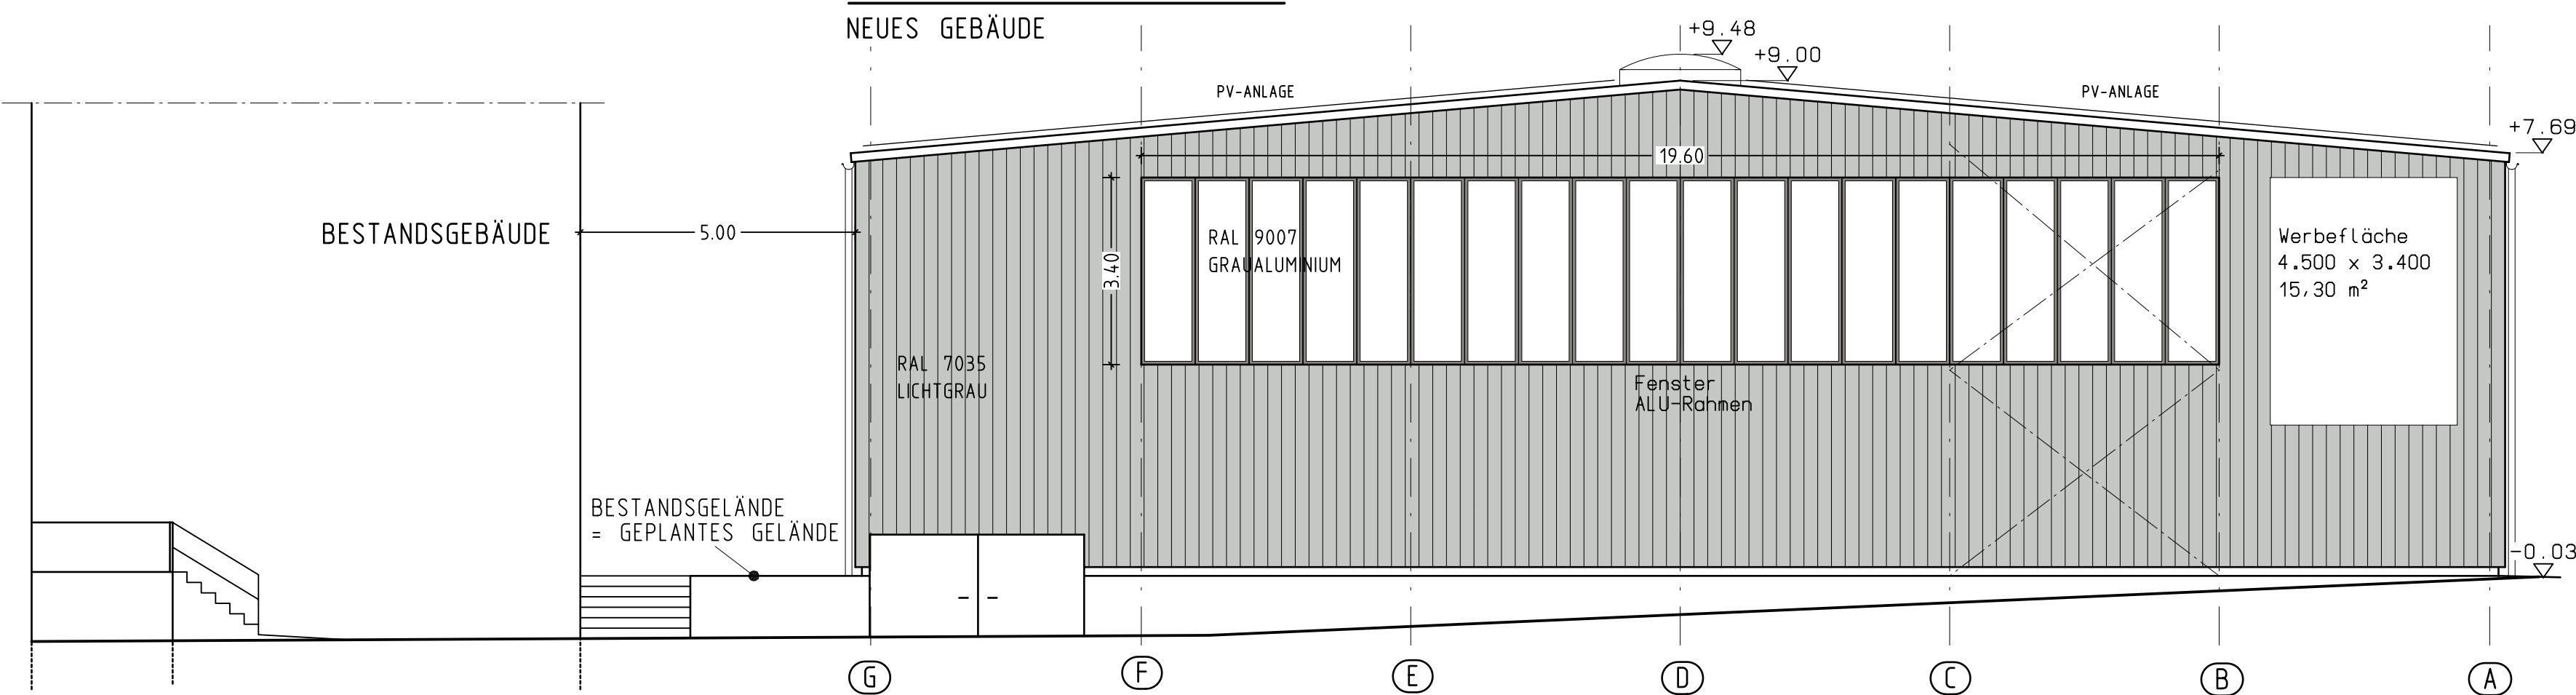 NEUES GEBÄUDE
+9.48
+9.00
PV-ANLAGE
PV-ANLAGE
+7.69
19.60
BESTANDSGEBÄUDE
5.00
3.40
RAL 9007
GRAUALUMINIUM
Werbefläche
4.500 x 3.400
15,30 m²
RAL 7035
LICHTGRAU
Fenster
ALU-Rahmen
BESTANDSGELÄNDE
= GEPLANTES GELÄNDE
-0.03
G
F
E
D
C
B
A